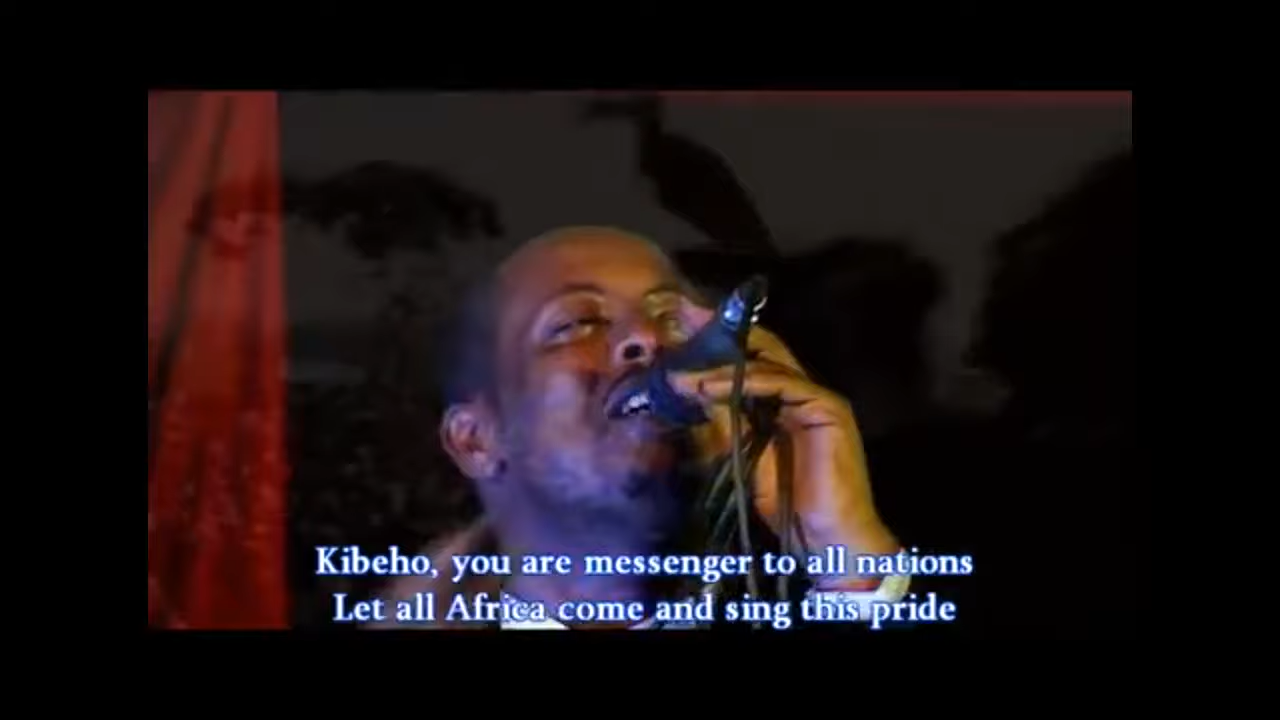 Kibeho, you are messenger to all nations
Let all Africa come and sing this pride